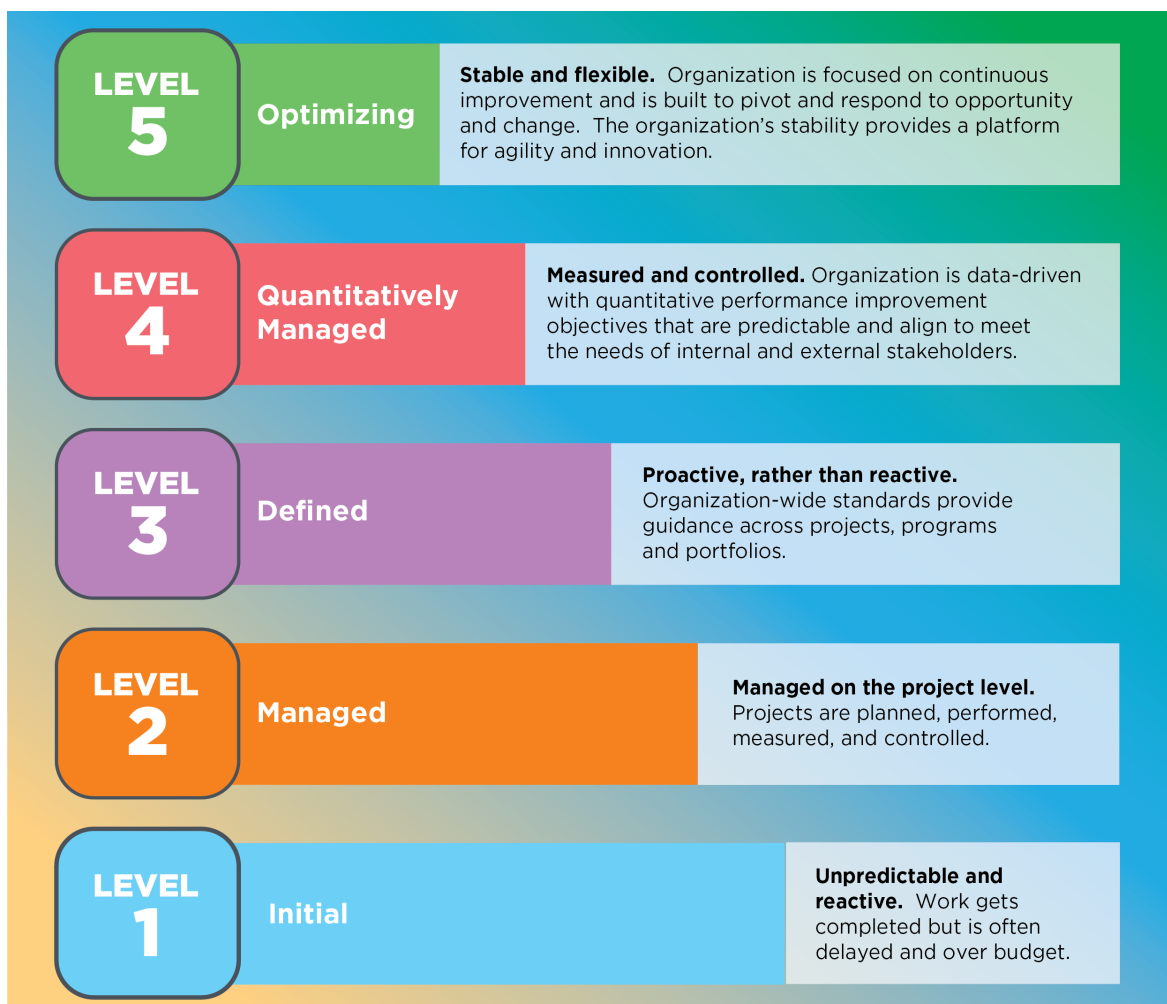 LEVEL
5
Optimizing
Stable and flexible.  Organization is focused on continuous
improvement and is built to pivot and respond to opportunity
and change.  The organization’s stability provides a platform
for agility and innovation.
LEVEL
4
Quantitatively
Managed
Measured and controlled. Organization is data-driven
with quantitative performance improvement
objectives that are predictable and align to meet
the needs of internal and external stakeholders.
LEVEL
3
Defined
Proactive, rather than reactive.
Organization-wide standards provide
guidance across projects, programs
and portfolios.
LEVEL
2
Managed
Managed on the project level.
Projects are planned, performed,
measured, and controlled.
LEVEL
1
Initial
Unpredictable and
reactive.  Work gets
completed but is often
delayed and over budget.